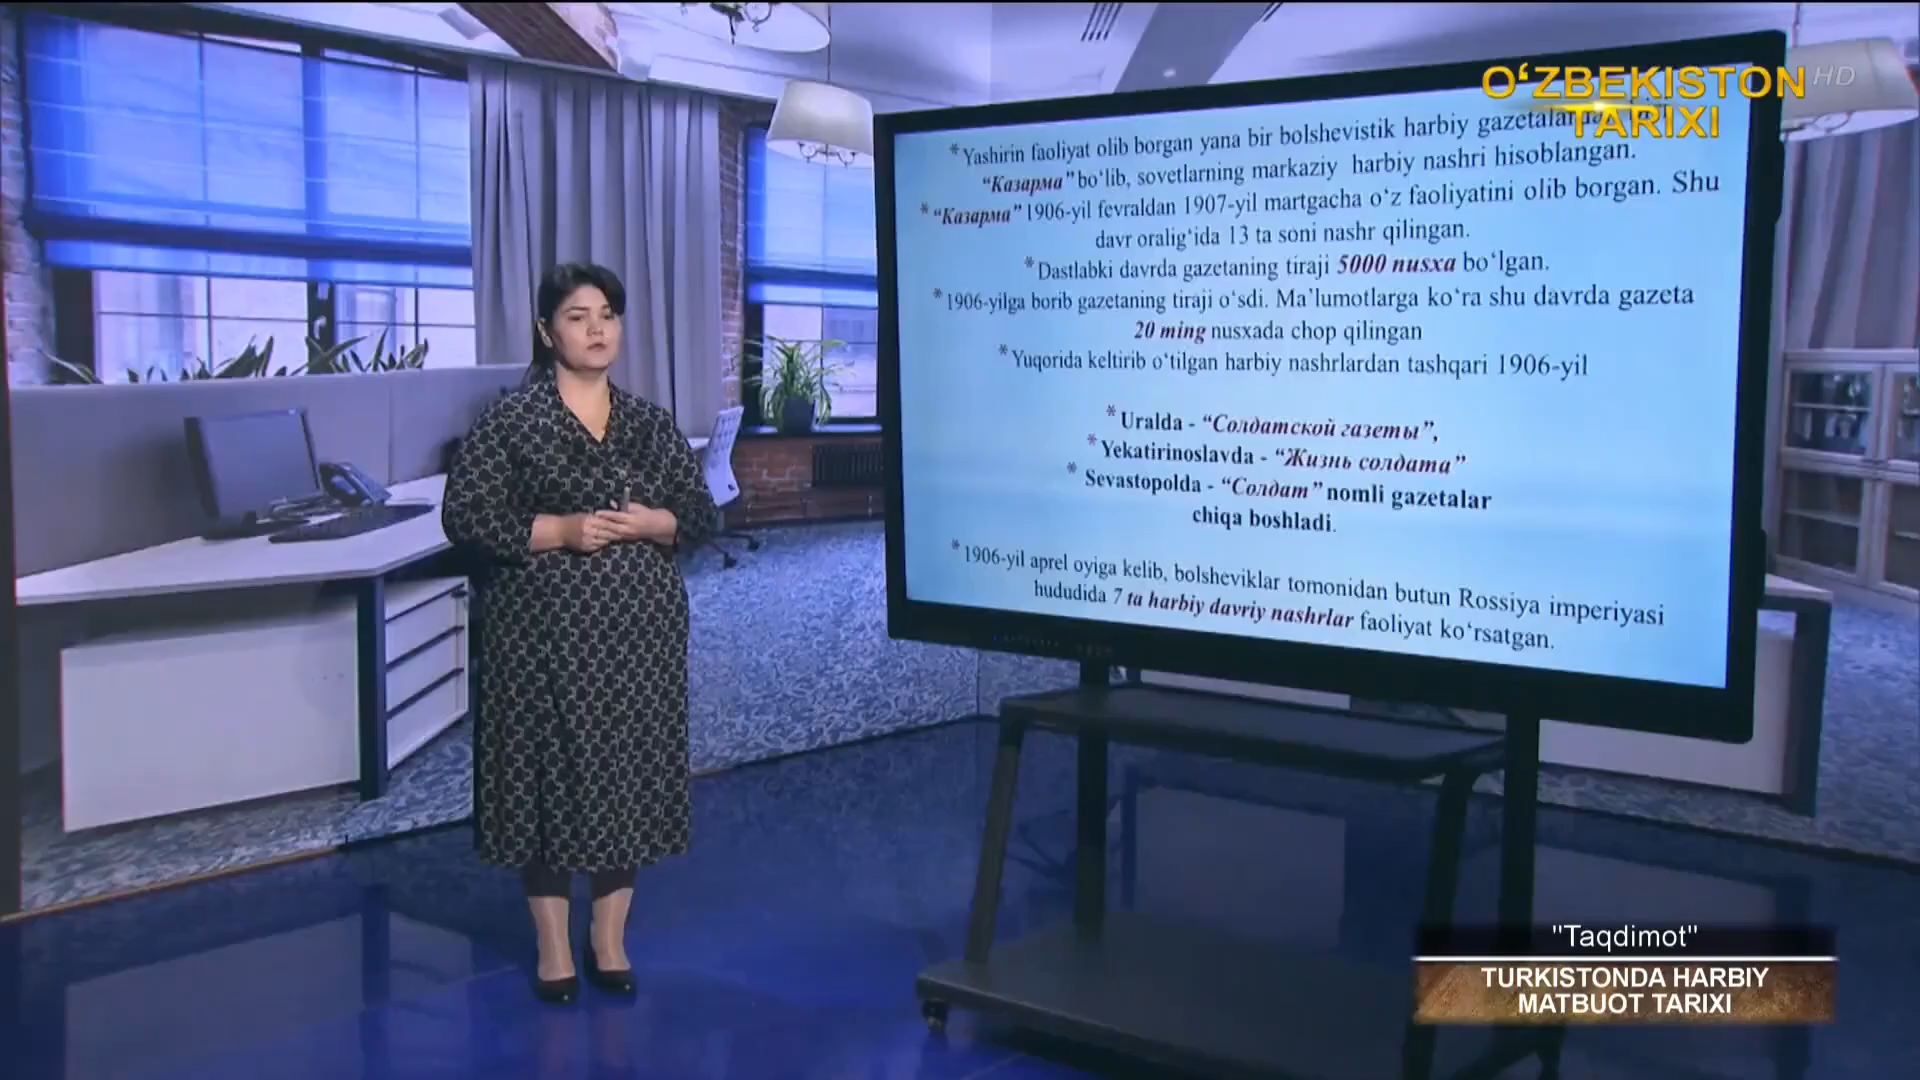 O‘ZBEKISTON HD
TARIXI
*Yashirin faoliyat olib borgan yana bir bolshevistik harbiy
“Казарма” bo‘lib, sovetlarning markaziy harbiy nashri hisoblangan.
*“Казарма” 1906-yil fevraldan 1907-yil martgacha o‘z faoliyatini olib borgan. Shu
davr oralig‘ida 13 ta soni nashr qilingan.
*Dastlabki davrda gazetaning tiraji 5000 nusxa bo‘lgan.
*1906-yilga borib gazetaning tiraji o‘sdi. Ma’lumotlarga ko‘ra shu davrda gazeta
20 ming nusxada chop qilingan
*Yuqorida keltirib o‘tilgan harbiy nashrlardan tashqari 1906-yil
*Uralda - “Солдатской газеты”,
*Yekatirinoslavda - “Жизнь солдата”
* Sevastopolda - “Солдат” nomli gazetalar
chiqa boshladi.
*1906-yil aprel oyiga kelib, bolsheviklar tomonidan butun Rossiya imperiyasi
hududida 7 ta harbiy davriy nashrlar faoliyat ko‘rsatgan.
"Taqdimot"
TURKISTONDA HARBIY
MATBUOT TARIXI